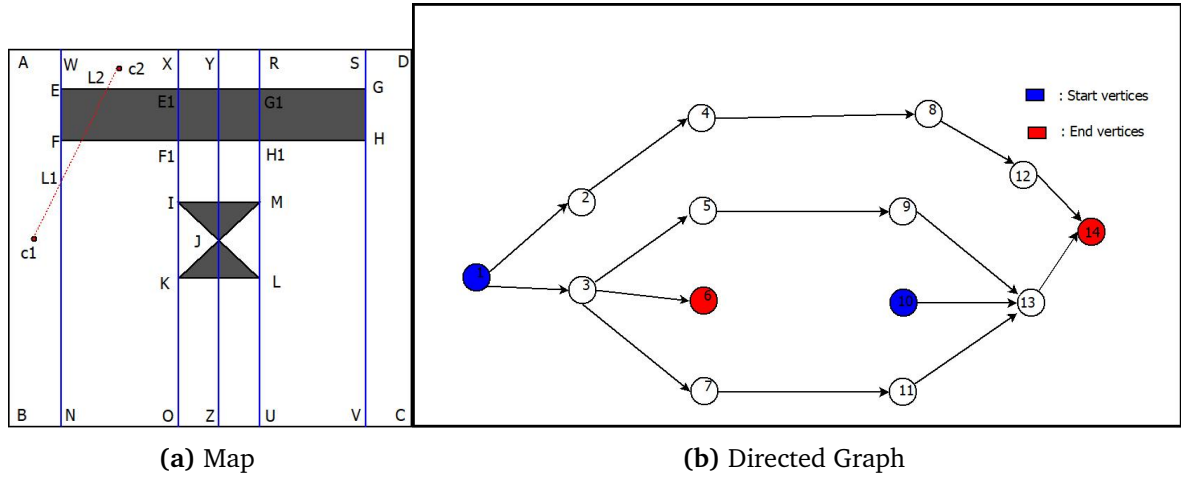 A W X Y R S D
L2 c2
E E1 G1 G
F F1 H1 H
L1
I M
J
c1
K L
B N O Z U V C
4 8
: Start vertices
: End vertices
12
2 5 9
14
1 3 6 10 13
7 11
(a) Map
(b) Directed Graph